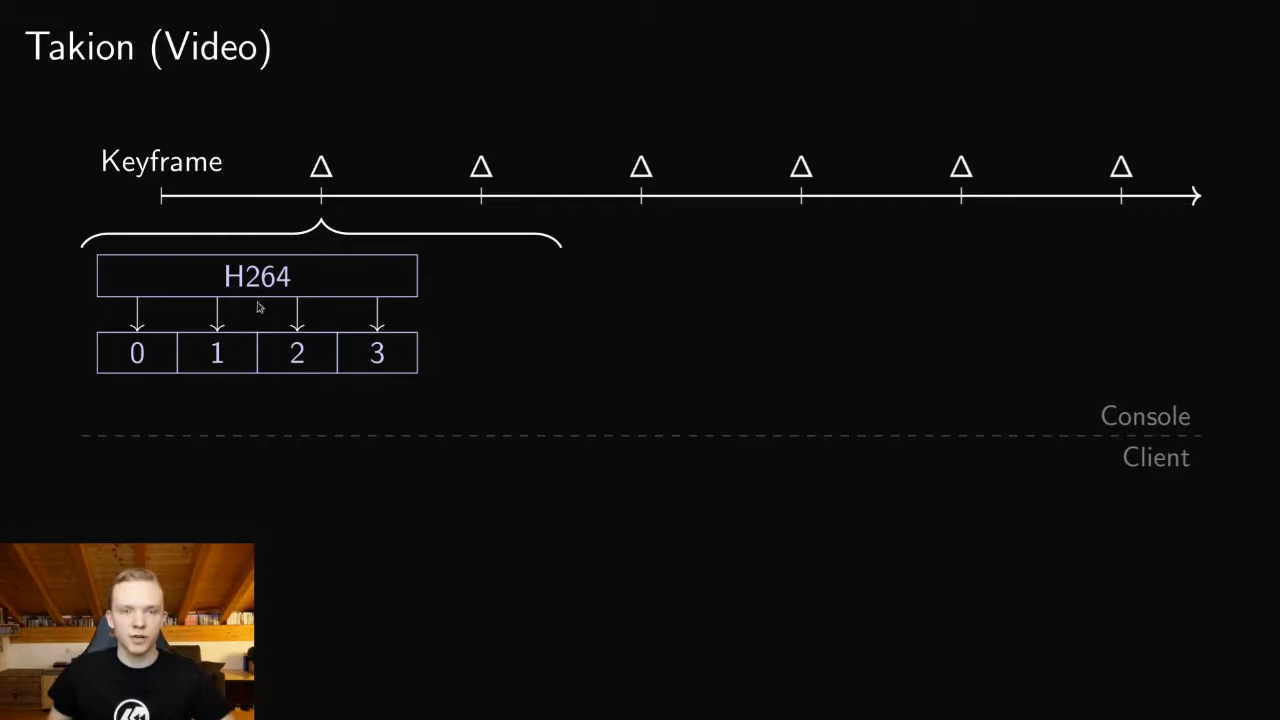 Takion (Video)
Keyframe Δ Δ Δ Δ Δ Δ
H264
0 1 2 3
Console
Client